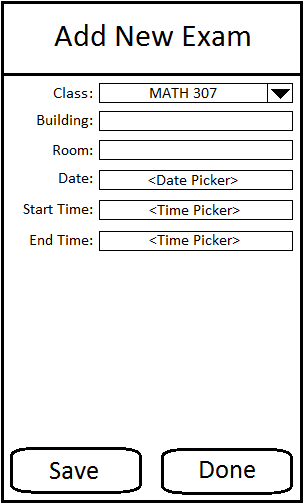 Add New Exam
Class: MATH 307
Building:
Room:
Date: <Date Picker>
Start Time: <Time Picker>
End Time: <Time Picker>
Save Done